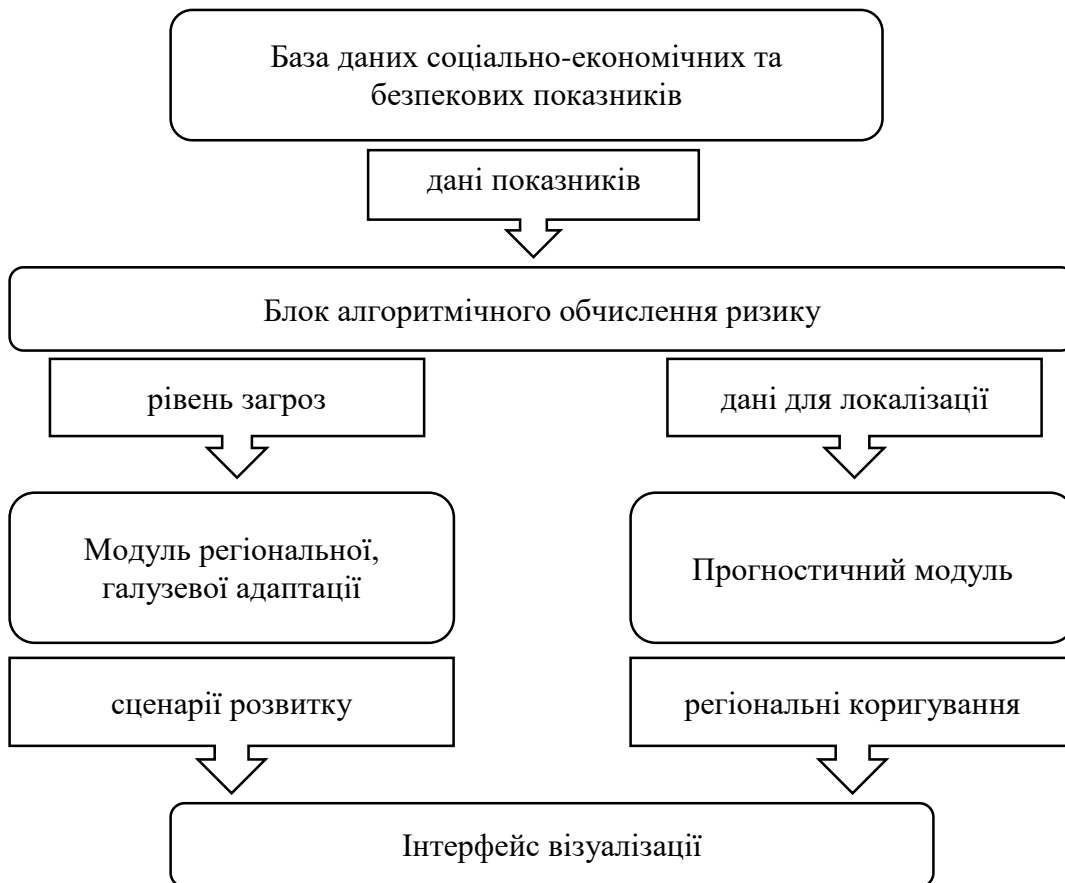 База даних соціально-економічних та
безпекових показників
дані показників
Блок алгоритмічного обчислення ризику
рівень загроз
дані для локалізації
Модуль регіональної,
галузевої адаптації
Прогностичний модуль
сценарії розвитку
регіональні коригування
Інтерфейс візуалізації